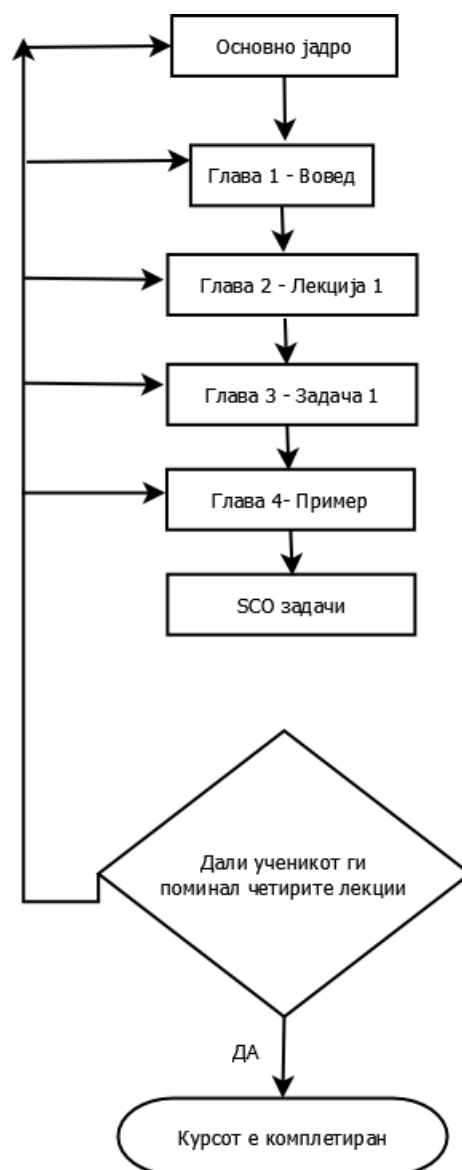 Основно јадро
Глава 1 - Вовед
Глава 2 - Лекција 1
Глава 3 - Задача 1
Глава 4- Пример
SCO задачи
Дали ученикот ги
поминал четирите лекции
ДА
Курсот е комплетиран